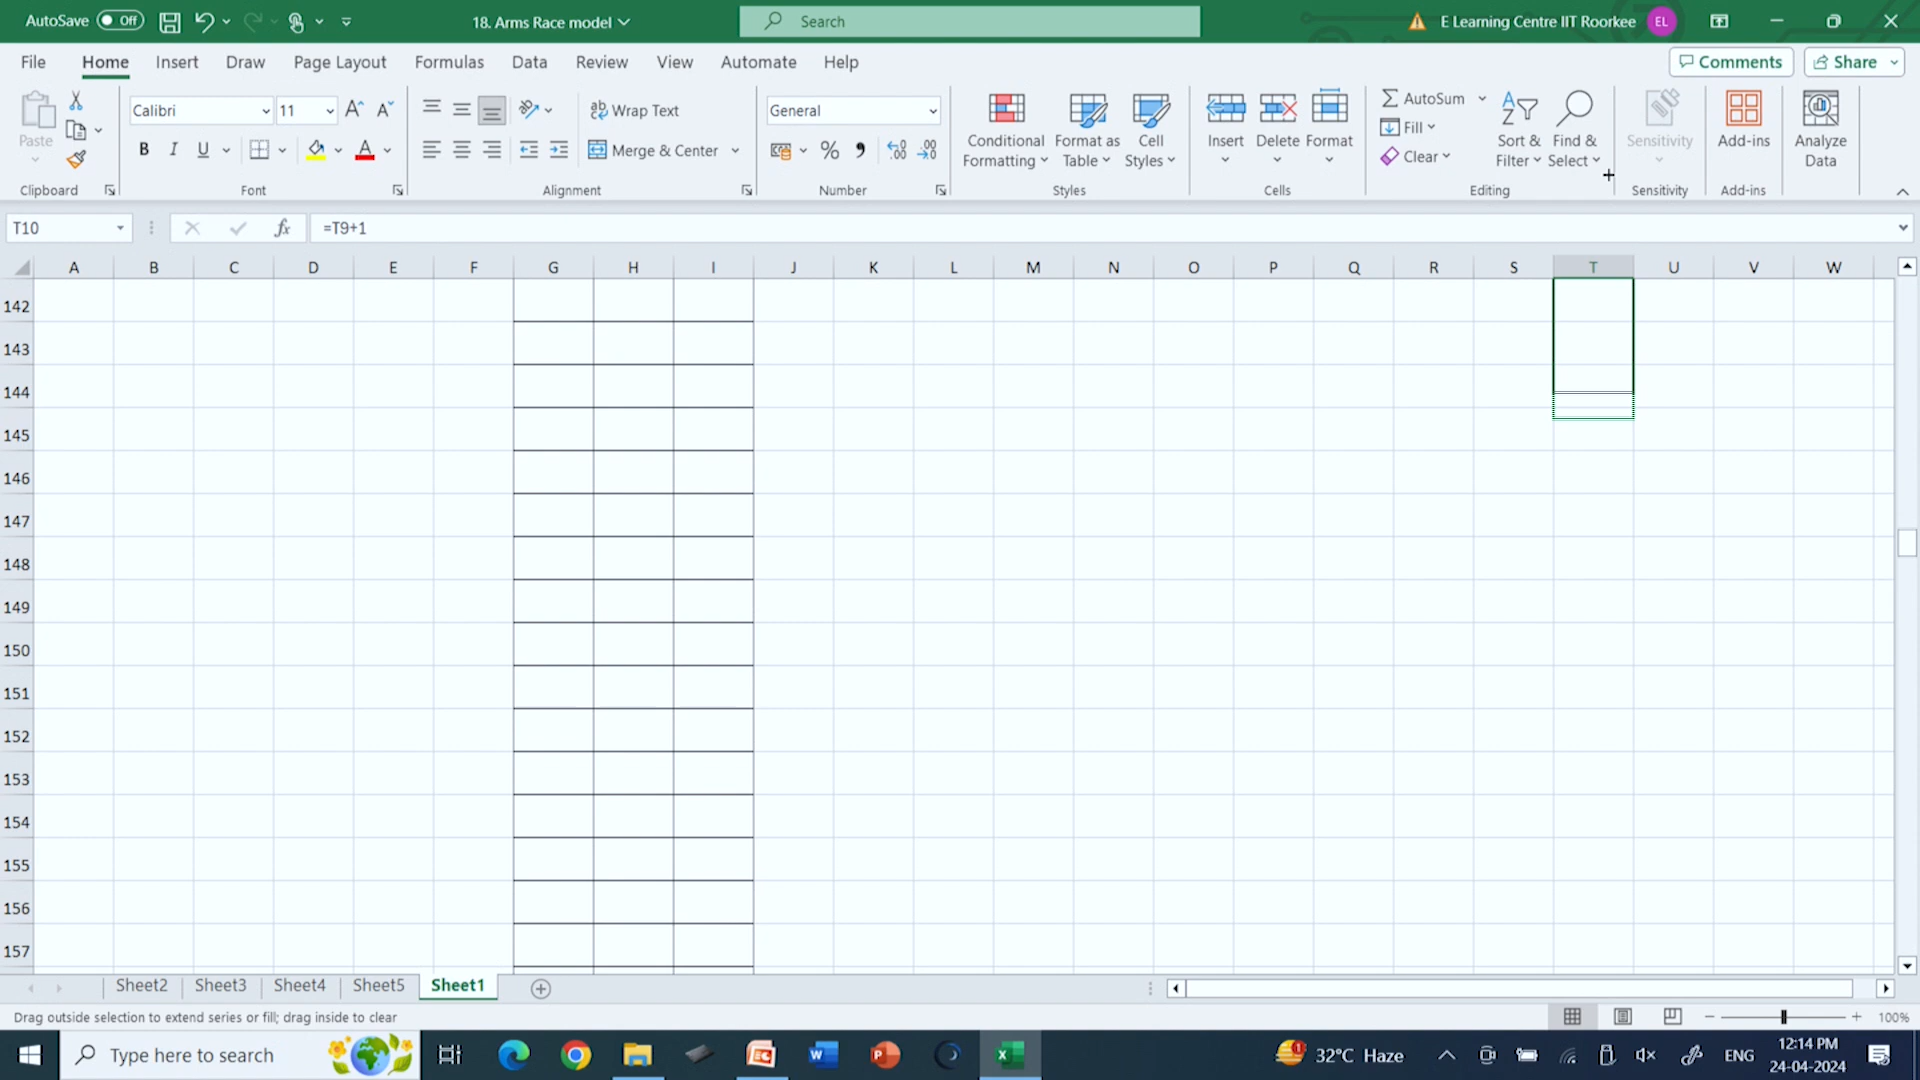 AutoSave Off 18. Arms Race model Search E Learning Centre IIT Roorkee EL
File Home Insert Draw Page Layout Formulas Data Review View Automate Help Comments Share
Paste Calibri 11 Wrap Text General Conditional Formatting Format as Table Cell Styles Insert Delete Format AutoSum Fill Clear Sort & Filter Find & Select Sensitivity Add-ins Analyze Data
B I U Merge & Center % 9
Clipboard Font Alignment Number Styles Cells Editing Sensitivity Add-ins
T10 fx =T9+1
A B C D E F G H I J K L M N O P Q R S T U V W
142
143
144
145
146
147
148
149
150
151
152
153
154
155
156
157
Sheet2 Sheet3 Sheet4 Sheet5 Sheet1
Drag outside selection to extend series or fill; drag inside to clear 100%
Type here to search 32°C Haze ENG 12:14 PM
24-04-2024